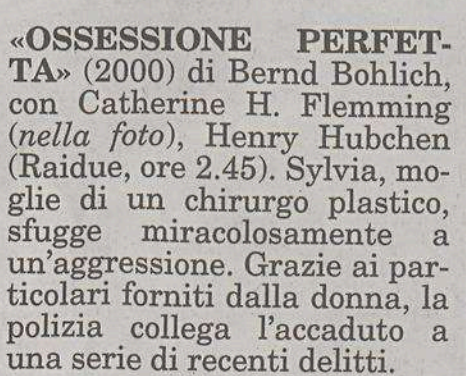 «OSSESSIONE PERFET-
TA» (2000) di Bernd Bohlich,
con Catherine H. Flemming
(nella foto), Henry Hubchen
(Raidue, ore 2.45). Sylvia, mo-
glie di un chirurgo plastico,
sfugge miracolosamente a
un'aggressione. Grazie ai par-
ticolari forniti dalla donna, la
polizia collega l'accaduto a
una serie di recenti delitti.